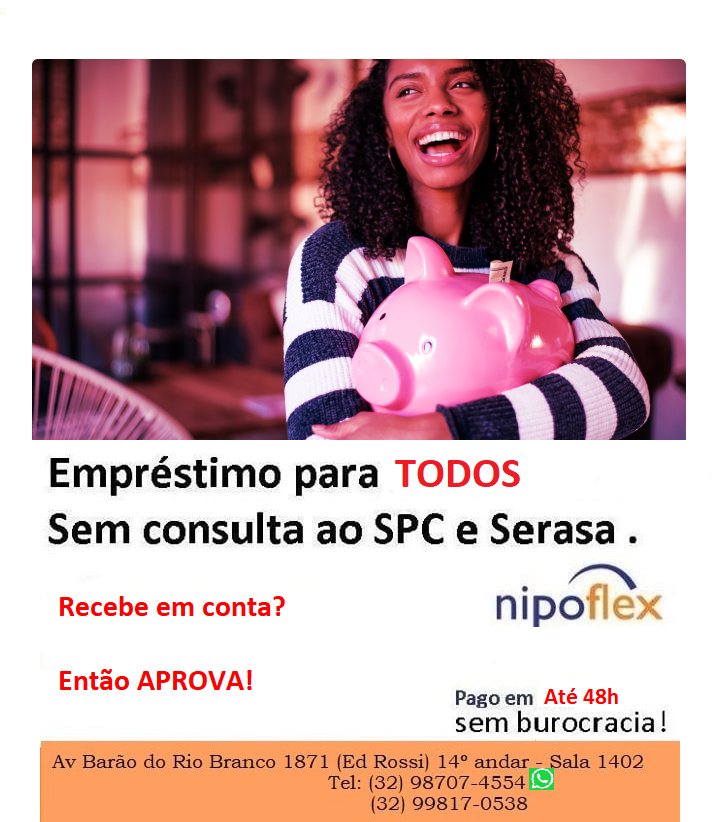 Empréstimo para TODOS
Sem consulta ao SPC e Serasa .
nipoflex
Recebe em conta?
Então APROVA!
Pago em Até 48h
sem burocracia!
Av Barão do Rio Branco 1871 (Ed Rossi) 14º andar - Sala 1402
Tel: (32) 98707-4554
(32) 99817-0538